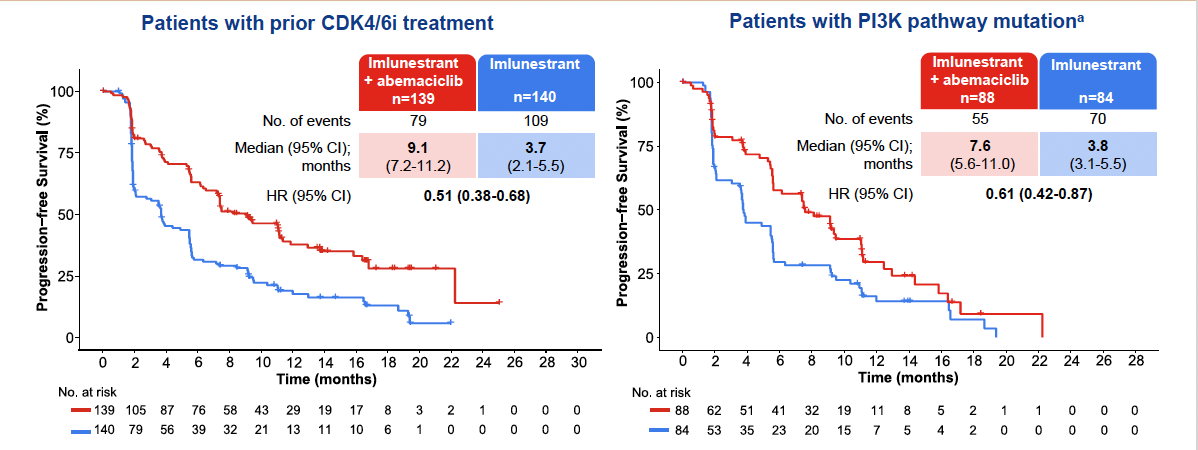 Patients with prior CDK4/6i treatment
Imlunestrant + abemaciclib n=139
Imlunestrant n=140
No. of events 79 109
Median (95% CI); months 9.1 (7.2-11.2) 3.7 (2.1-5.5)
HR (95% CI) 0.51 (0.38-0.68)
Progression–free Survival (%)
100
75
50
25
0
0 2 4 6 8 10 12 14 16 18 20 22 24 26 28 30
Time (months)
No. at risk
139 105 87 76 58 43 29 19 17 8 3 2 1 0 0 0
140 79 56 39 32 21 13 11 10 6 1 0 0 0 0 0
Patients with PI3K pathway mutationᵃ
Imlunestrant + abemaciclib n=88
Imlunestrant n=84
No. of events 55 70
Median (95% CI); months 7.6 (5.6-11.0) 3.8 (3.1-5.5)
HR (95% CI) 0.61 (0.42-0.87)
Progression–free Survival (%)
100
75
50
25
0
0 2 4 6 8 10 12 14 16 18 20 22 24 26 28
Time (months)
No. at risk
88 62 51 41 32 19 11 8 5 2 1 1 0 0 0
84 53 35 23 20 15 7 5 4 2 0 0 0 0 0